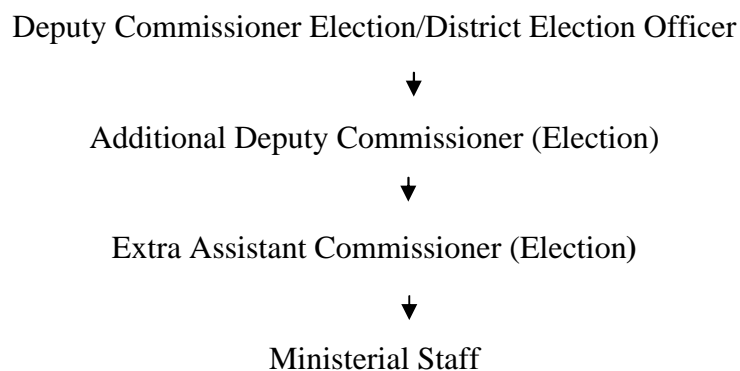 Deputy Commissioner Election/District Election Officer
Additional Deputy Commissioner (Election)
Extra Assistant Commissioner (Election)
Ministerial Staff